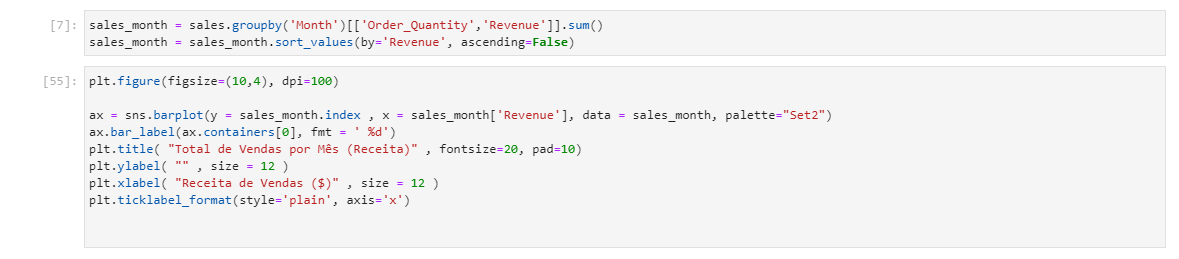 [7]: sales_month = sales.groupby('Month')[['Order_Quantity','Revenue']].sum()
sales_month = sales_month.sort_values(by='Revenue', ascending=False)
[55]: plt.figure(figsize=(10,4), dpi=100)
ax = sns.barplot(y = sales_month.index , x = sales_month['Revenue'], data = sales_month, palette="Set2")
ax.bar_label(ax.containers[0], fmt = ' %d')
plt.title( "Total de Vendas por Mês (Receita)" , fontsize=20, pad=10)
plt.ylabel( "" , size = 12 )
plt.xlabel( "Receita de Vendas ($)" , size = 12 )
plt.ticklabel_format(style='plain', axis='x')